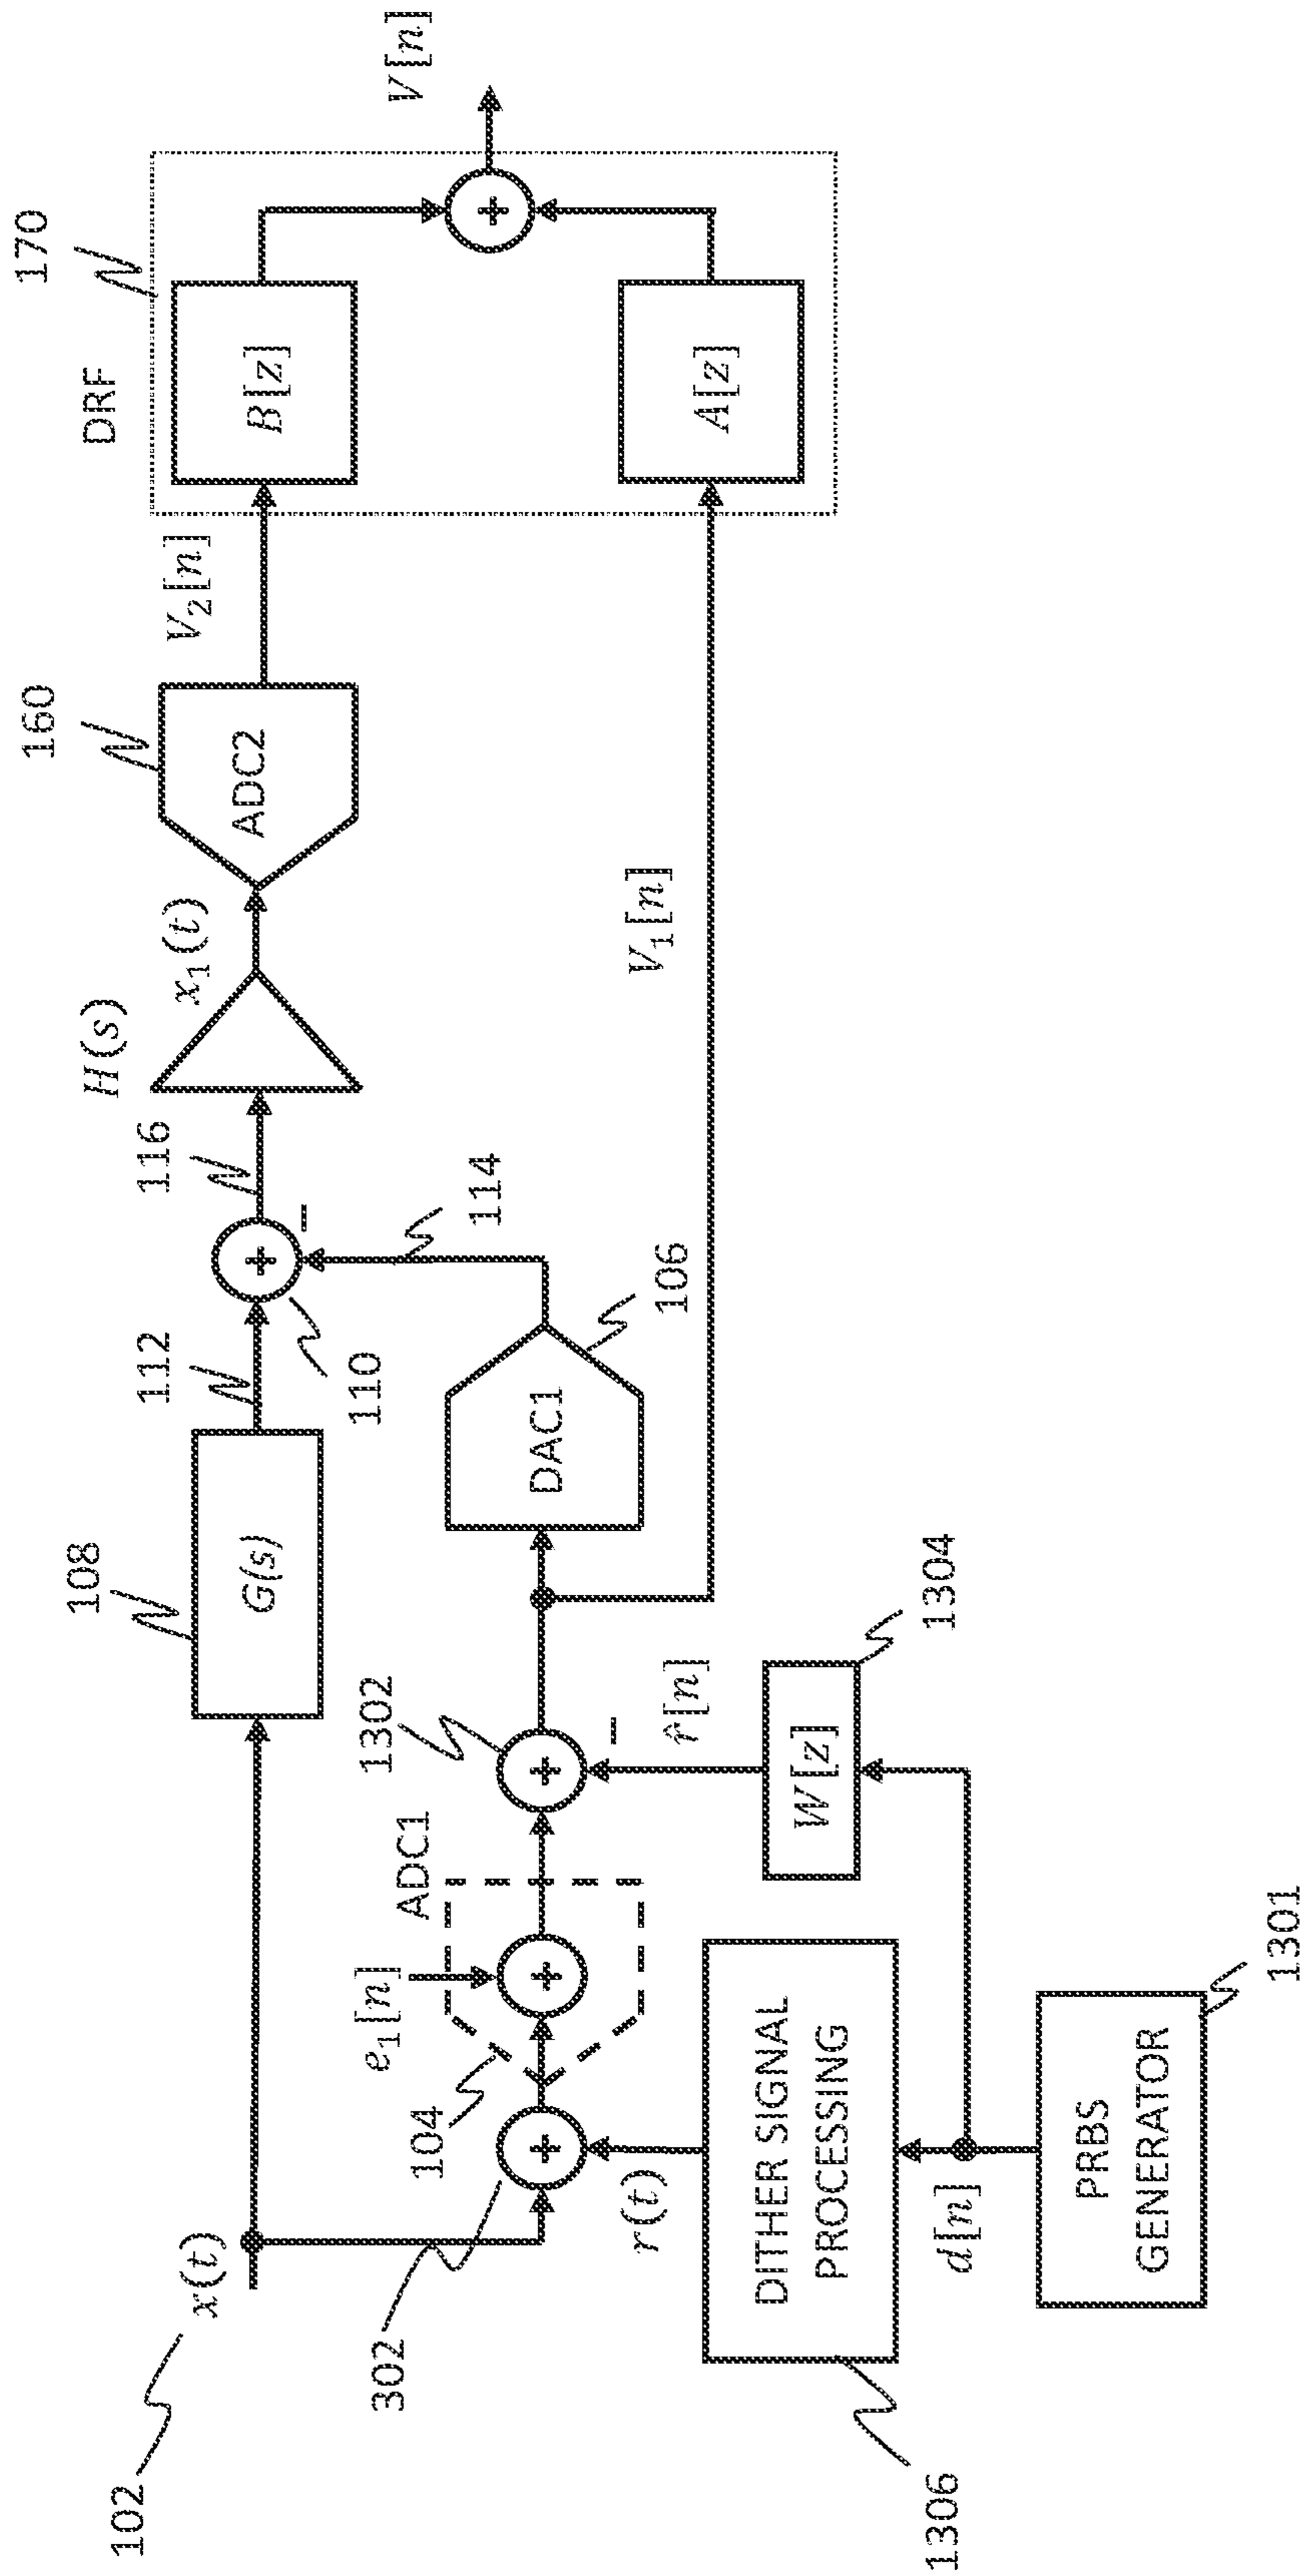 170
DRF
B[z]
A[z]
V[n]
V₂[n]
160
ADC2
x₁(t)
H(s)
116
112
110
114
106
DAC1
V₁[n]
108
G(s)
1302
1304
r̂[n]
W[z]
ADC1
e₁[n]
104
302
x(t)
102
r(t)
DITHER SIGNAL
PROCESSING
1306
d[n]
PRBS
GENERATOR
1301
+
+
+
+
+
−
−